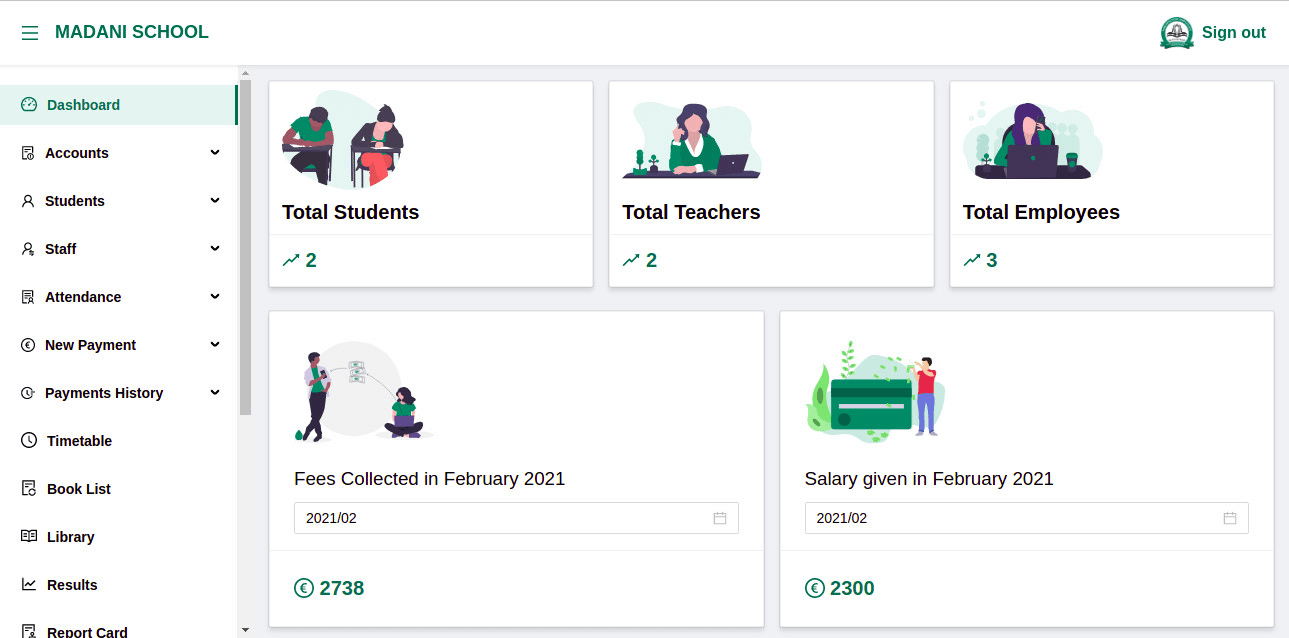 MADANI SCHOOL
Sign out
Dashboard
Accounts
Students
Staff
Attendance
New Payment
Payments History
Timetable
Book List
Library
Results
Report Card
Total Students
2
Total Teachers
2
Total Employees
3
Fees Collected in February 2021
2021/02
€ 2738
Salary given in February 2021
2021/02
€ 2300